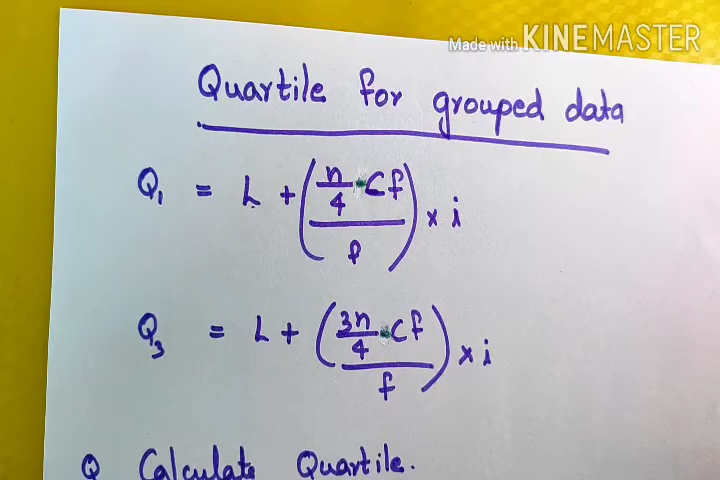 Made with KINEMASTER
Quartile for grouped data
Q₁ = L + (n/4 - Cf / f) × i
Q₃ = L + (3n/4 - Cf / f) × i
Q Calculate Quartile.